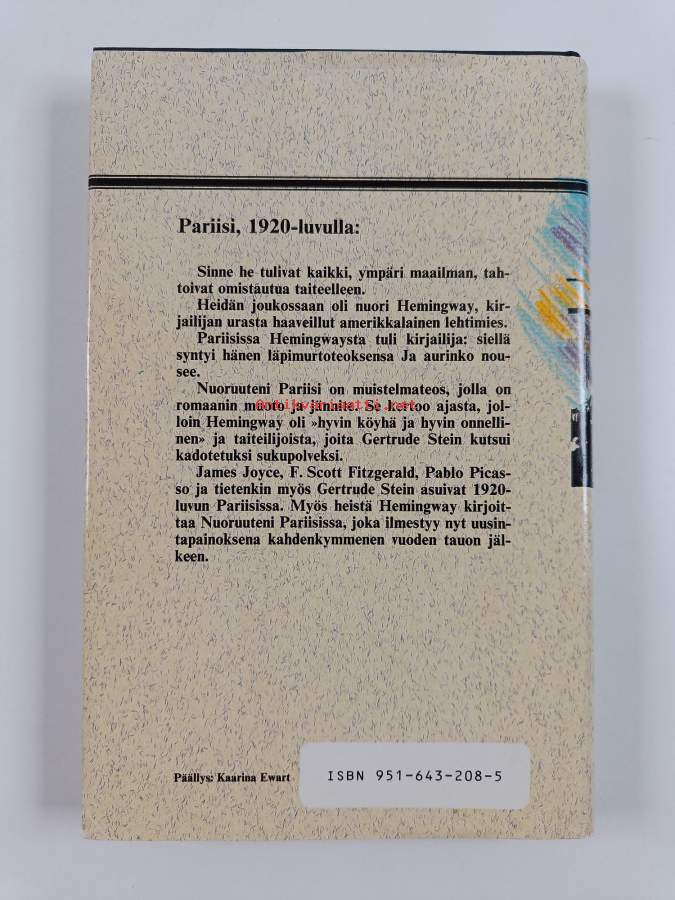 Pariisi, 1920-luvulla:
Sinne he tulivat kaikki, ympäri maailman, tah-
toivat omistautua taiteelleen.
Heidän joukossaan oli nuori Hemingway, kir-
jailijan urasta haaveillut amerikkalainen lehtimies.
Pariisissa Hemingwaysta tuli kirjailija: siellä
syntyi hänen läpimurtoteoksensa Ja aurinko nou-
see.
Nuoruuteni Pariisi on muistelmateos, jolla on
romaanin muoto ja jännite. Se kertoo ajasta, jol-
loin Hemingway oli »hyvin köyhä ja hyvin onnelli-
nen» ja taiteilijoista, joita Gertrude Stein kutsui
kadotetuksi sukupolveksi.
James Joyce, F. Scott Fitzgerald, Pablo Picas-
so ja tietenkin myös Gertrude Stein asuivat 1920-
luvun Pariisissa. Myös heistä Hemingway kirjoit-
taa Nuoruuteni Pariisissa, joka ilmestyy nyt uusin-
tapainoksena kahdenkymmenen vuoden tauon jäl-
keen.
Päällys: Kaarina Ewart
ISBN 951-643-208-5